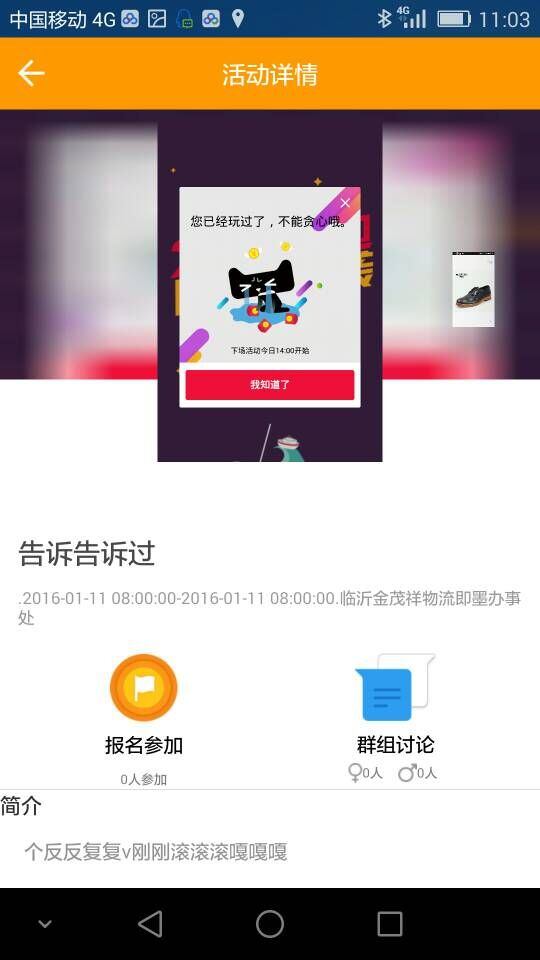 中国移动 4G
4G
11:03
活动详情
您已经玩过了，不能贪心哦。
下场活动今日14:00开始
我知道了
告诉告诉过
.2016-01-11 08:00:00-2016-01-11 08:00:00.临沂金茂祥物流即墨办事
处
报名参加
群组讨论
0人参加
0人
0人
简介
个反反复复v刚刚滚滚滚嘎嘎嘎